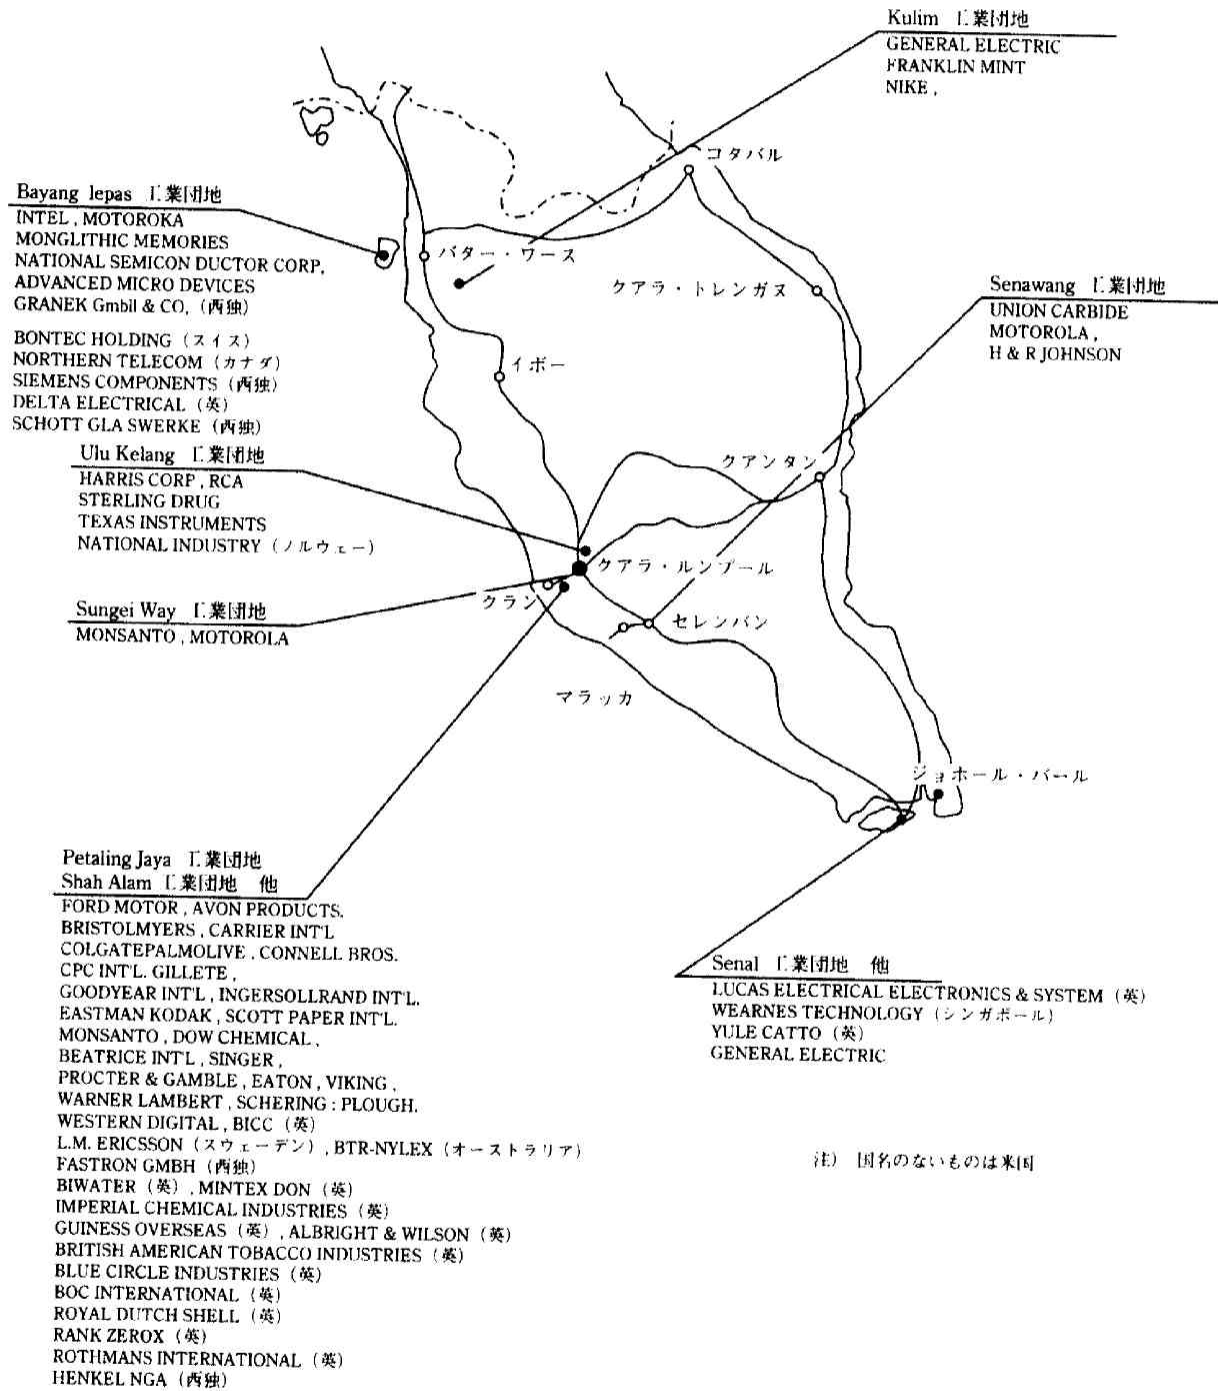 Kulim 工業団地
GENERAL ELECTRIC
FRANKLIN MINT
NIKE ,
コタバル
Bayang lepas 工業団地
INTEL , MOTOROKA
MONGLITHIC MEMORIES
NATIONAL SEMICON DUCTOR CORP,
ADVANCED MICRO DEVICES
GRANEK Gmbil & CO, (西独)
BONTEC HOLDING (スイス)
NORTHERN TELECOM (カナダ)
SIEMENS COMPONENTS (西独)
DELTA ELECTRICAL (英)
SCHOTT GLA SWERKE (西独)
バター・ワース
クアラ・トレンガヌ
Senawang 工業団地
UNION CARBIDE
MOTOROLA ,
H & R JOHNSON
イボー
クアンタン
Ulu Kelang 工業団地
HARRIS CORP , RCA
STERLING DRUG
TEXAS INSTRUMENTS
NATIONAL INDUSTRY (ノルウェー)
クアラ・ルンプール
クラン
Sungei Way 工業団地
MONSANTO , MOTOROLA
セレンバン
マラッカ
ジョホール・バール
Petaling Jaya 工業団地
Shah Alam 工業団地 他
FORD MOTOR , AVON PRODUCTS.
BRISTOLMYERS , CARRIER INT'L
COLGATEPALMOLIVE , CONNELL BROS.
CPC INT'L. GILLETE ,
GOODYEAR INT'L , INGERSOLLRAND INT'L.
EASTMAN KODAK , SCOTT PAPER INT'L.
MONSANTO , DOW CHEMICAL ,
BEATRICE INT'L , SINGER ,
PROCTER & GAMBLE , EATON , VIKING ,
WARNER LAMBERT , SCHERING : PLOUGH.
WESTERN DIGITAL , BICC (英)
L.M. ERICSSON (スウェーデン) , BTR-NYLEX (オーストラリア)
FASTRON GMBH (西独)
BIWATER (英) , MINTEX DON (英)
IMPERIAL CHEMICAL INDUSTRIES (英)
GUINESS OVERSEAS (英) , ALBRIGHT & WILSON (英)
BRITISH AMERICAN TOBACCO INDUSTRIES (英)
BLUE CIRCLE INDUSTRIES (英)
BOC INTERNATIONAL (英)
ROYAL DUTCH SHELL (英)
RANK ZEROX (英)
ROTHMANS INTERNATIONAL (英)
HENKEL NGA (西独)
Senal 工業団地 他
LUCAS ELECTRICAL ELECTRONICS & SYSTEM (英)
WEARNES TECHNOLOGY (シンガポール)
YULE CATTO (英)
GENERAL ELECTRIC
注) 国名のないものは米国